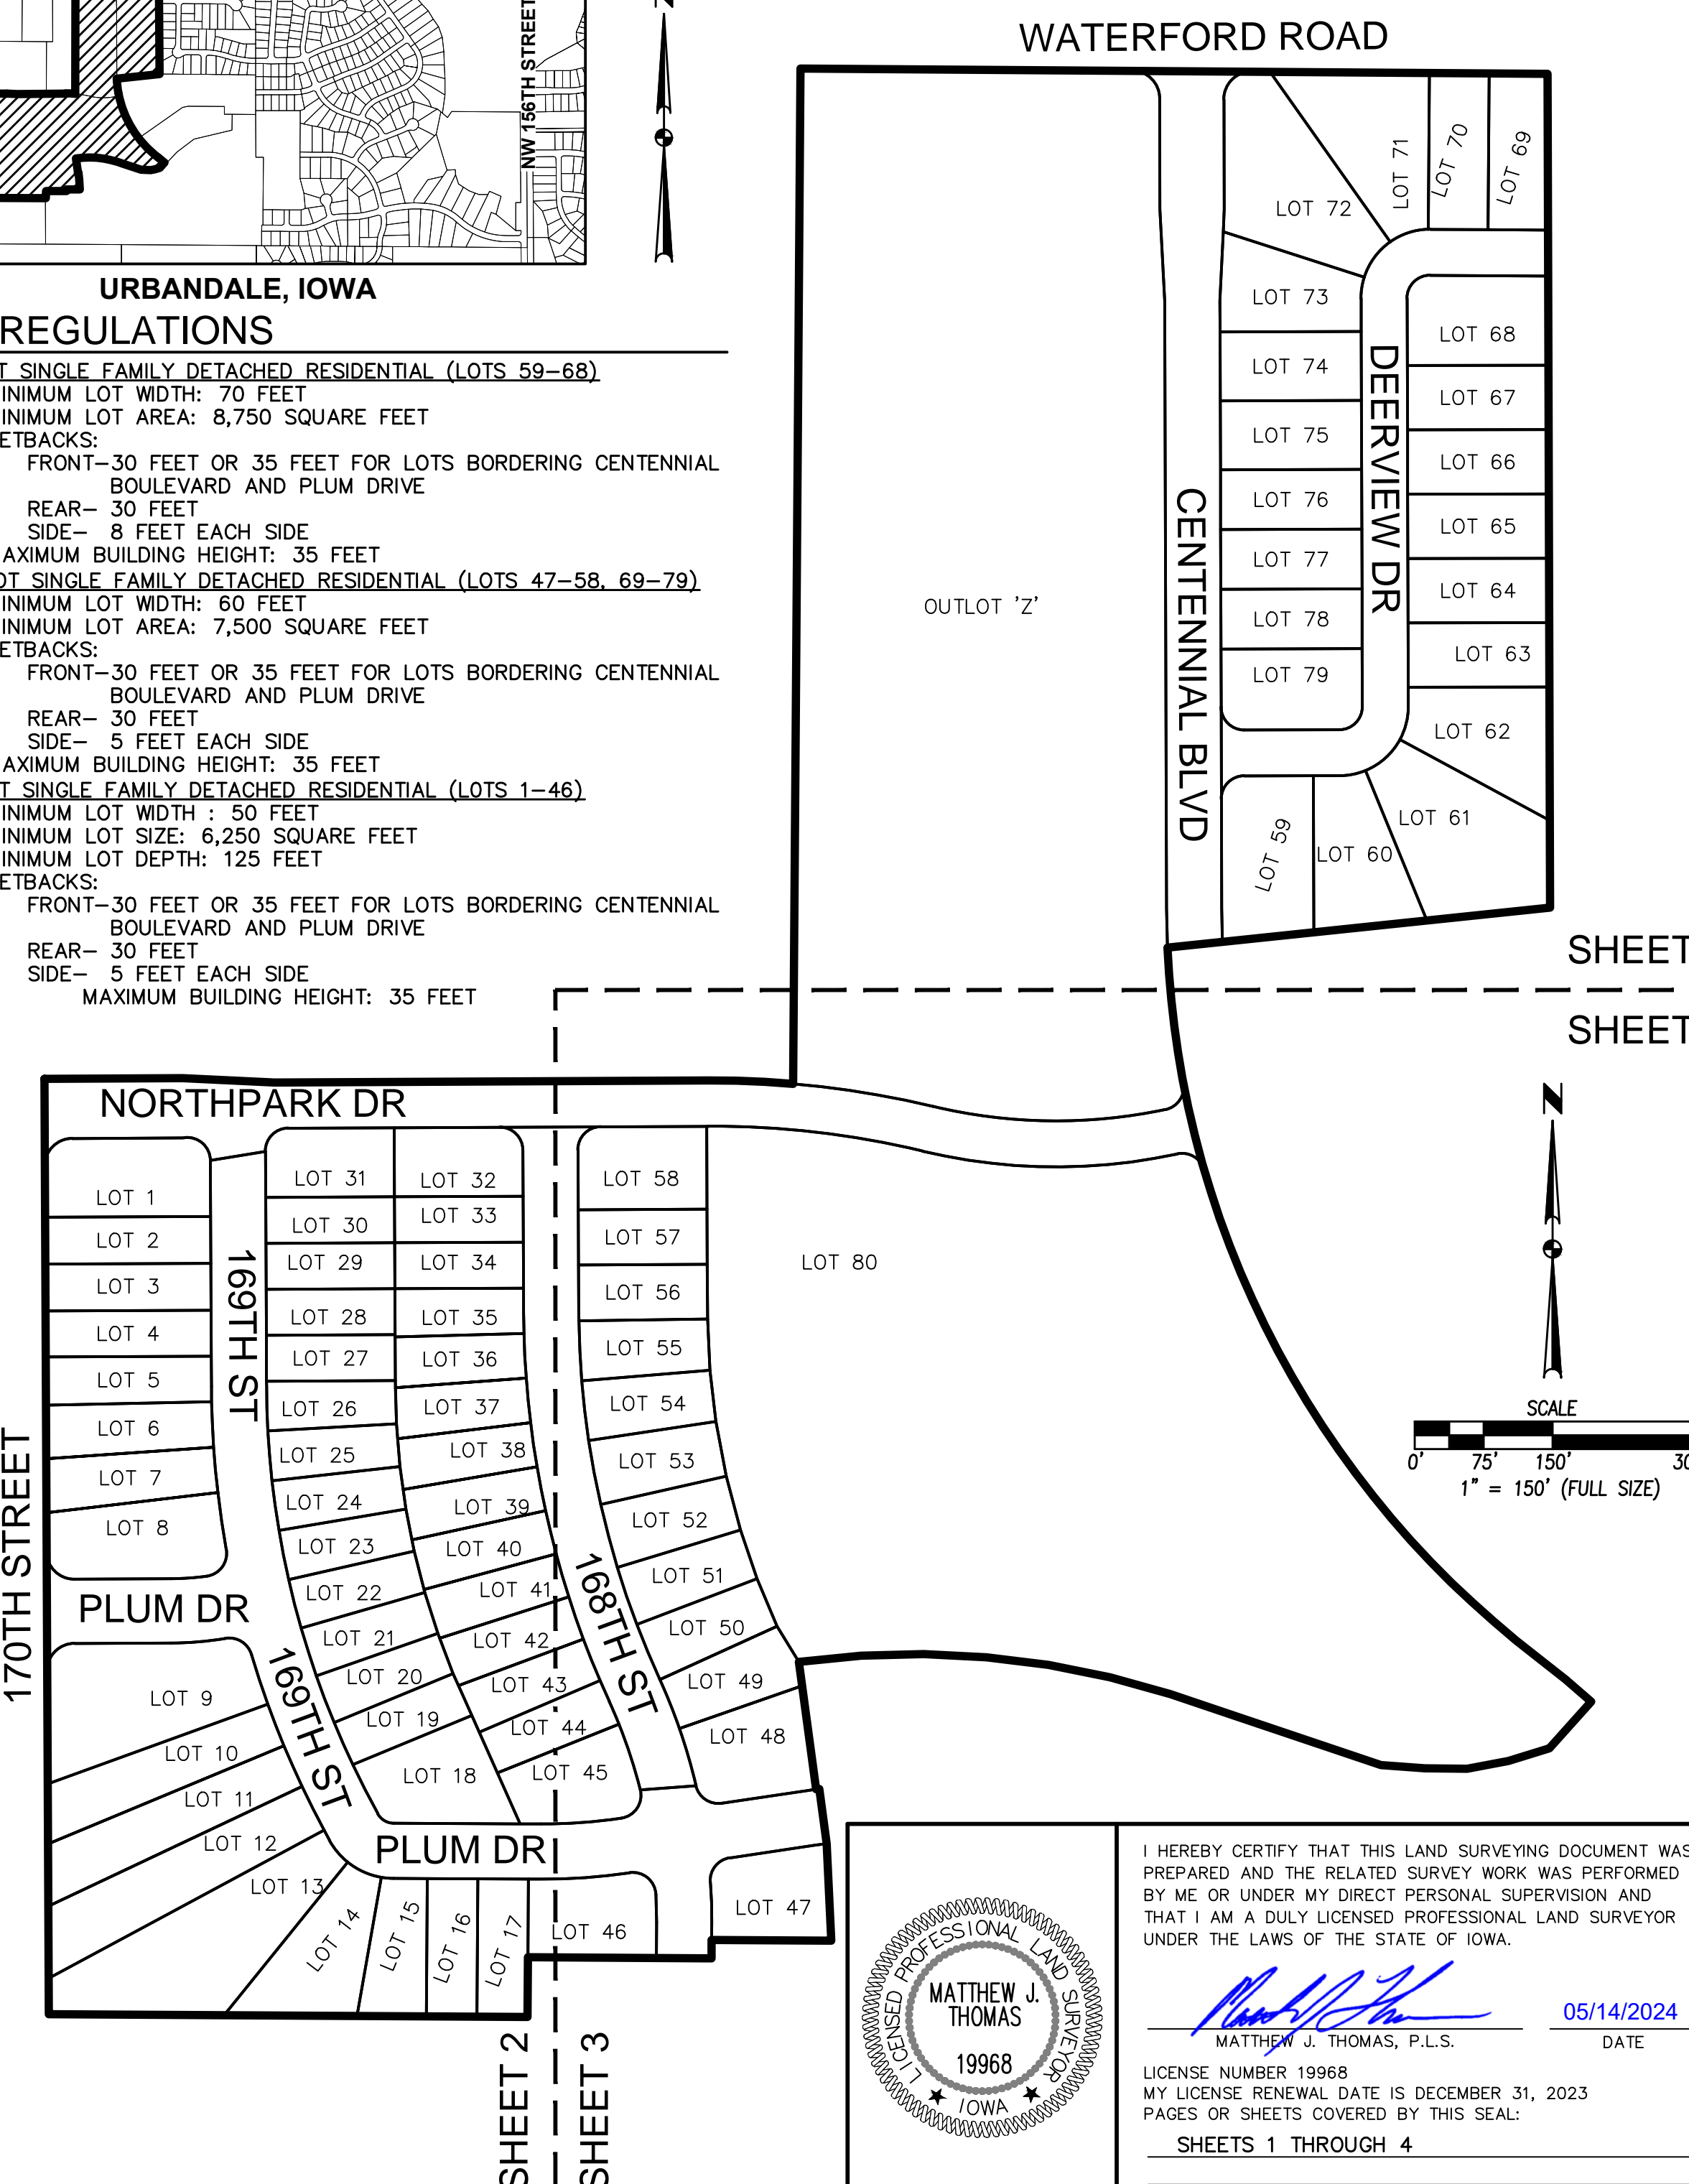 NW 156TH STREET
N
URBANDALE, IOWA
REGULATIONS
T SINGLE FAMILY DETACHED RESIDENTIAL (LOTS 59-68)
INIMUM LOT WIDTH: 70 FEET
INIMUM LOT AREA: 8,750 SQUARE FEET
ETBACKS:
FRONT-30 FEET OR 35 FEET FOR LOTS BORDERING CENTENNIAL
BOULEVARD AND PLUM DRIVE
REAR- 30 FEET
SIDE- 8 FEET EACH SIDE
AXIMUM BUILDING HEIGHT: 35 FEET
OT SINGLE FAMILY DETACHED RESIDENTIAL (LOTS 47-58, 69-79)
INIMUM LOT WIDTH: 60 FEET
INIMUM LOT AREA: 7,500 SQUARE FEET
ETBACKS:
FRONT-30 FEET OR 35 FEET FOR LOTS BORDERING CENTENNIAL
BOULEVARD AND PLUM DRIVE
REAR- 30 FEET
SIDE- 5 FEET EACH SIDE
AXIMUM BUILDING HEIGHT: 35 FEET
T SINGLE FAMILY DETACHED RESIDENTIAL (LOTS 1-46)
INIMUM LOT WIDTH : 50 FEET
INIMUM LOT SIZE: 6,250 SQUARE FEET
INIMUM LOT DEPTH: 125 FEET
ETBACKS:
FRONT-30 FEET OR 35 FEET FOR LOTS BORDERING CENTENNIAL
BOULEVARD AND PLUM DRIVE
REAR- 30 FEET
SIDE- 5 FEET EACH SIDE
MAXIMUM BUILDING HEIGHT: 35 FEET
WATERFORD ROAD
LOT 72
LOT 71
LOT 70
LOT 69
LOT 73
LOT 74
LOT 75
LOT 76
LOT 77
LOT 78
LOT 79
DEERVIEW DR
LOT 68
LOT 67
LOT 66
LOT 65
LOT 64
LOT 63
LOT 62
LOT 61
LOT 60
LOT 59
OUTLOT 'Z'
CENTENNIAL BLVD
SHEET
SHEET
NORTHPARK DR
LOT 1
LOT 2
LOT 3
LOT 4
LOT 5
LOT 6
LOT 7
LOT 8
169TH ST
LOT 31
LOT 30
LOT 29
LOT 28
LOT 27
LOT 26
LOT 25
LOT 24
LOT 23
LOT 22
LOT 21
LOT 20
LOT 19
LOT 18
LOT 32
LOT 33
LOT 34
LOT 35
LOT 36
LOT 37
LOT 38
LOT 39
LOT 40
LOT 41
LOT 42
LOT 43
LOT 44
LOT 45
LOT 58
LOT 57
LOT 56
LOT 55
LOT 54
LOT 53
LOT 52
LOT 51
LOT 50
LOT 49
LOT 48
168TH ST
LOT 80
170TH STREET
PLUM DR
169TH ST
LOT 9
LOT 10
LOT 11
LOT 12
LOT 13
LOT 14
LOT 15
LOT 16
LOT 17
PLUM DR
LOT 46
LOT 47
SHEET 2
SHEET 3
N
SCALE
0' 75' 150' 30
1" = 150' (FULL SIZE)
LICENSED PROFESSIONAL LAND SURVEYOR
MATTHEW J.
THOMAS
19968
★ IOWA ★
I HEREBY CERTIFY THAT THIS LAND SURVEYING DOCUMENT WAS
PREPARED AND THE RELATED SURVEY WORK WAS PERFORMED
BY ME OR UNDER MY DIRECT PERSONAL SUPERVISION AND
THAT I AM A DULY LICENSED PROFESSIONAL LAND SURVEYOR
UNDER THE LAWS OF THE STATE OF IOWA.
05/14/2024
MATTHEW J. THOMAS, P.L.S. DATE
LICENSE NUMBER 19968
MY LICENSE RENEWAL DATE IS DECEMBER 31, 2023
PAGES OR SHEETS COVERED BY THIS SEAL:
SHEETS 1 THROUGH 4